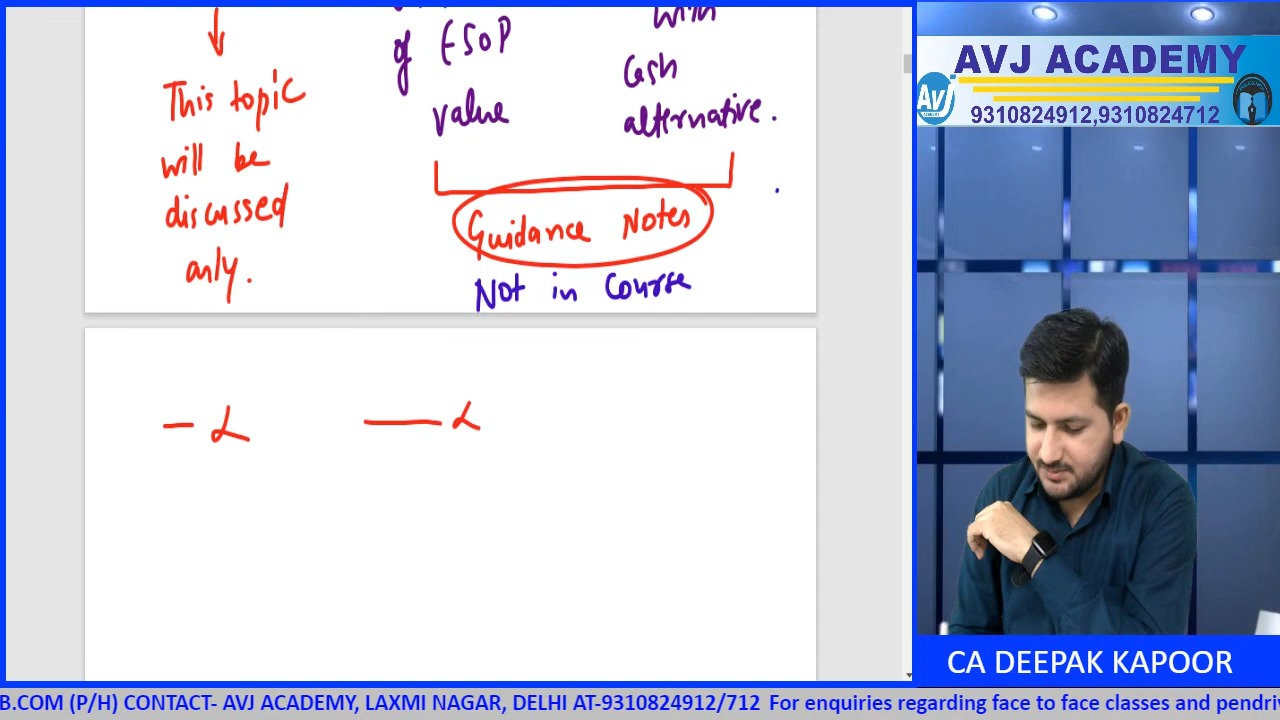 This topic
will be
discussed
only.
of ESOP
value
with
Cash
alternative.
Guidance Notes
Not in Course
AVJ ACADEMY
AVJ
9310824912,9310824712
CA DEEPAK KAPOOR
B.COM (P/H) CONTACT- AVJ ACADEMY, LAXMI NAGAR, DELHI AT-9310824912/712 For enquiries regarding face to face classes and pendri